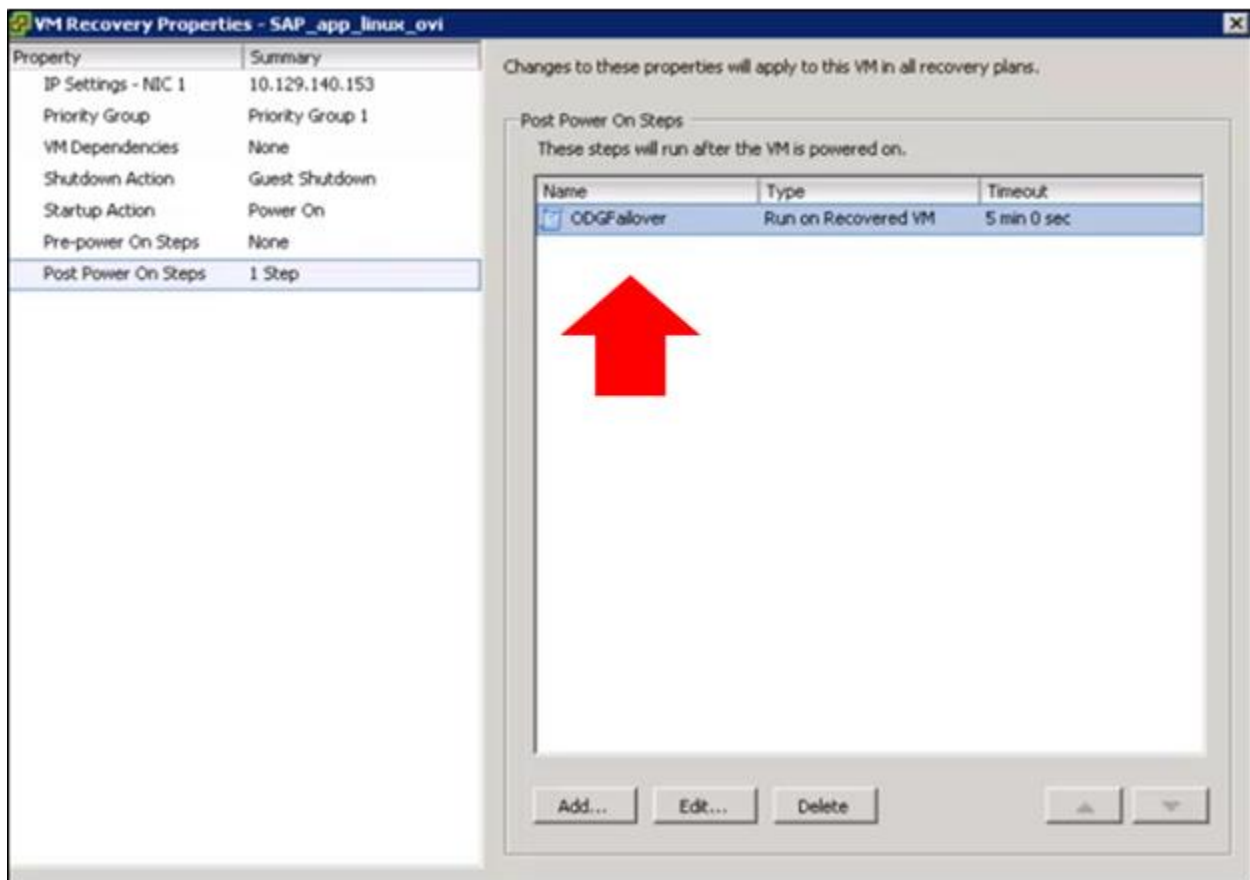 VM Recovery Properties - SAP_app_linux_ovi
Property Summary
IP Settings - NIC 1 10.129.140.153
Priority Group Priority Group 1
VM Dependencies None
Shutdown Action Guest Shutdown
Startup Action Power On
Pre-power On Steps None
Post Power On Steps 1 Step
Changes to these properties will apply to this VM in all recovery plans.
Post Power On Steps
These steps will run after the VM is powered on.
Name Type Timeout
ODGFailover Run on Recovered VM 5 min 0 sec
Add... Edit... Delete